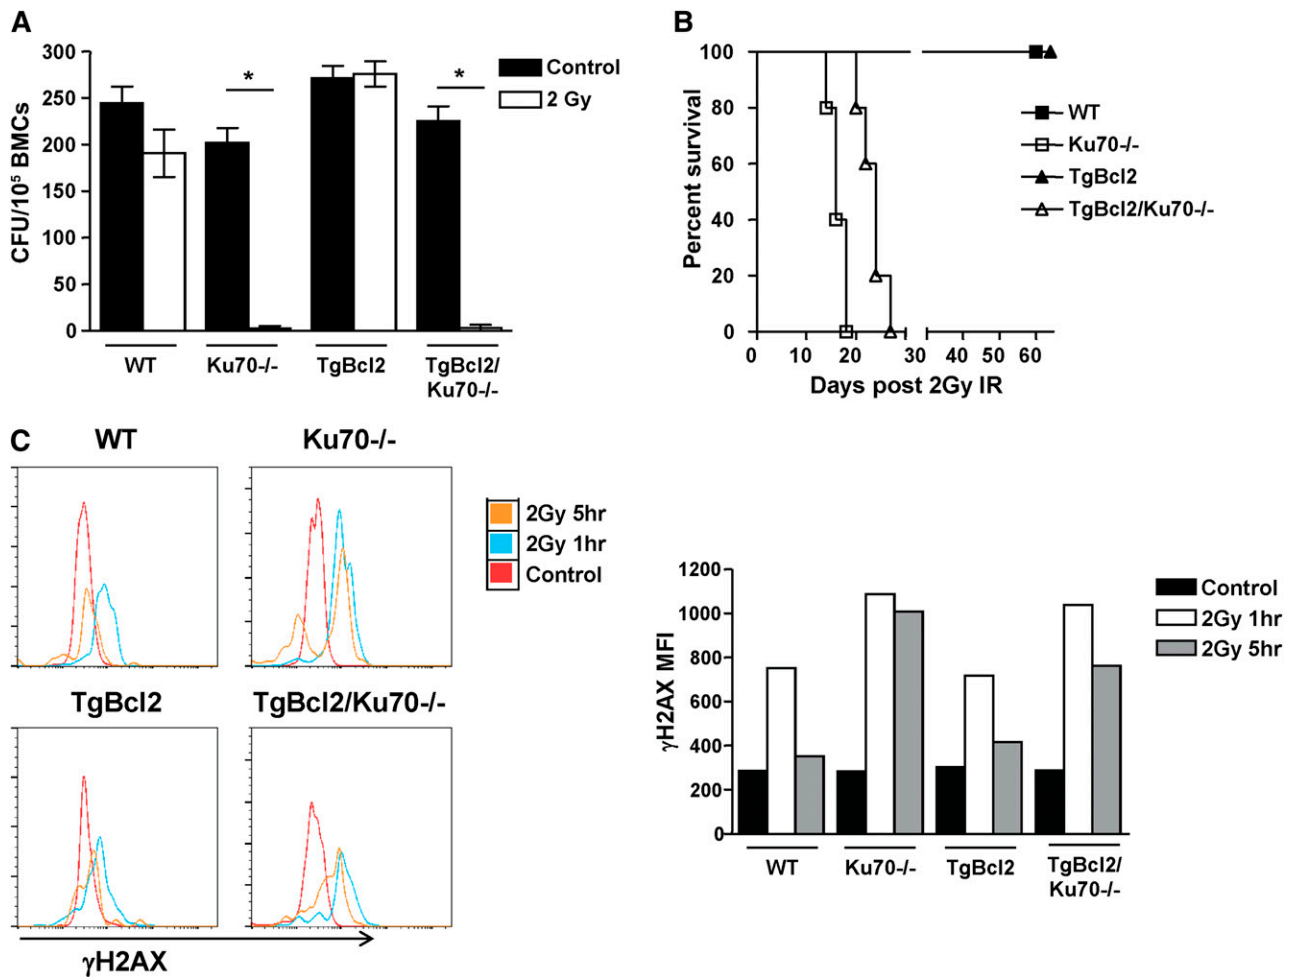 A
300
250
200
150
100
50
0
CFU/10⁵ BMCs
*
*
Control
2 Gy
WT
Ku70-/-
TgBcl2
TgBcl2/
Ku70-/-
B
100
80
60
40
20
0
Percent survival
0 10 20 30 40 50 60
Days post 2Gy IR
WT
Ku70-/-
TgBcl2
TgBcl2/Ku70-/-
C
WT
Ku70-/-
2Gy 5hr
2Gy 1hr
Control
TgBcl2
TgBcl2/Ku70-/-
γH2AX
1200
1000
800
600
400
200
0
γH2AX MFI
Control
2Gy 1hr
2Gy 5hr
WT
Ku70-/-
TgBcl2
TgBcl2/
Ku70-/-